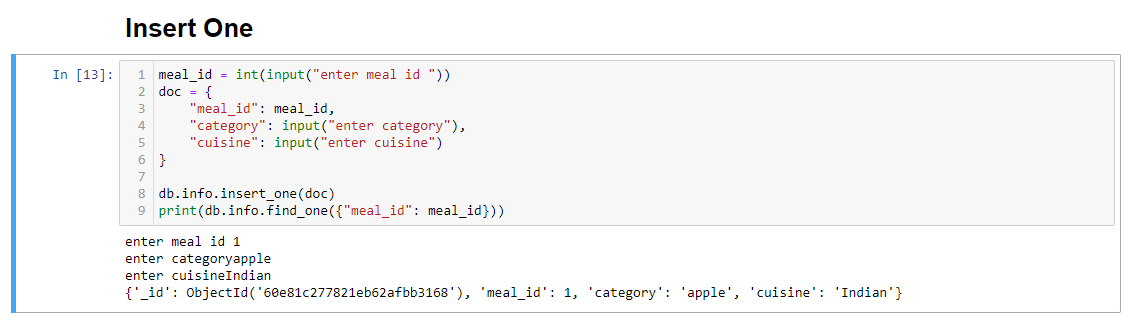 Insert One
In [13]:
1 meal_id = int(input("enter meal id "))
2 doc = {
3     "meal_id": meal_id,
4     "category": input("enter category"),
5     "cuisine": input("enter cuisine")
6 }
7
8 db.info.insert_one(doc)
9 print(db.info.find_one({"meal_id": meal_id}))
enter meal id 1
enter categoryapple
enter cuisineIndian
{'_id': ObjectId('60e81c277821eb62afbb3168'), 'meal_id': 1, 'category': 'apple', 'cuisine': 'Indian'}